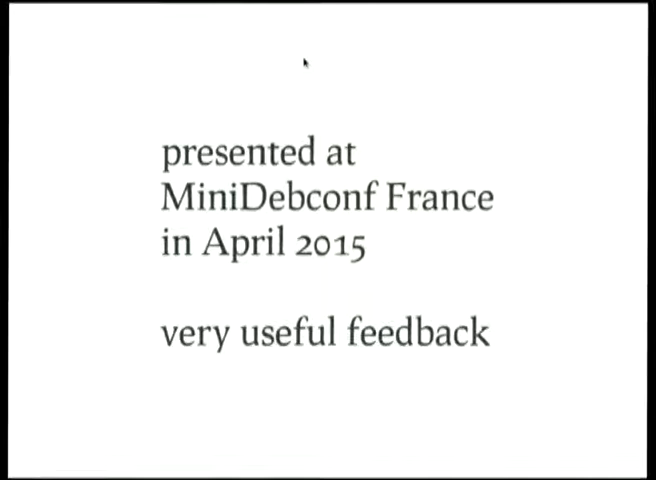 presented at
MiniDebconf France
in April 2015
very useful feedback